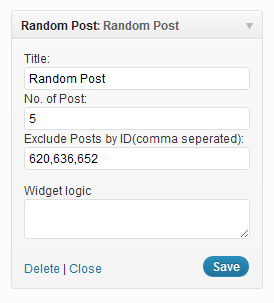 Random Post: Random Post
Title:
Random Post
No. of Post:
5
Exclude Posts by ID(comma seperated):
620,636,652
Widget logic
Delete | Close
Save